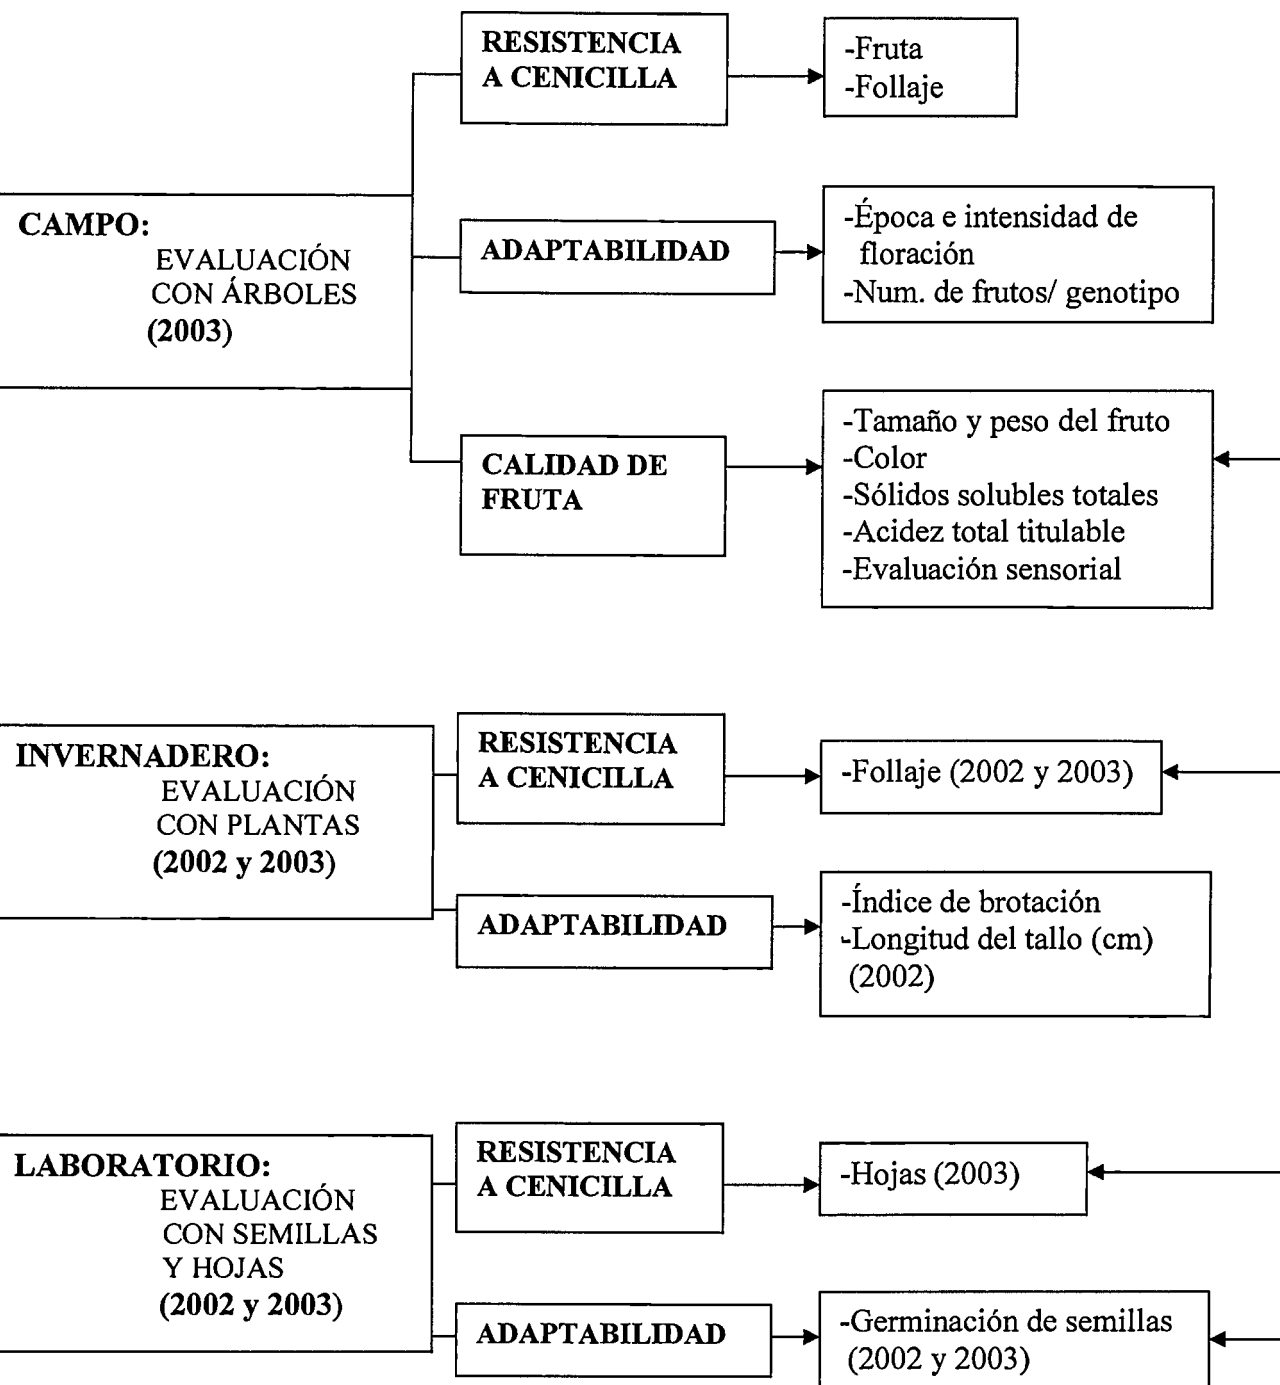 RESISTENCIA
A CENICILLA
-Fruta
-Follaje
CAMPO:
EVALUACIÓN
CON ÁRBOLES
(2003)
ADAPTABILIDAD
-Época e intensidad de
floración
-Num. de frutos/ genotipo
CALIDAD DE
FRUTA
-Tamaño y peso del fruto
-Color
-Sólidos solubles totales
-Acidez total titulable
-Evaluación sensorial
INVERNADERO:
EVALUACIÓN
CON PLANTAS
(2002 y 2003)
RESISTENCIA
A CENICILLA
-Follaje (2002 y 2003)
ADAPTABILIDAD
-Índice de brotación
-Longitud del tallo (cm)
(2002)
LABORATORIO:
EVALUACIÓN
CON SEMILLAS
Y HOJAS
(2002 y 2003)
RESISTENCIA
A CENICILLA
-Hojas (2003)
ADAPTABILIDAD
-Germinación de semillas
(2002 y 2003)